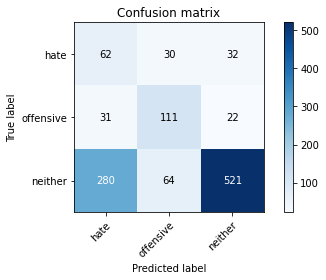 Confusion matrix
hate 62 30 32
offensive 31 111 22
neither 280 64 521
hate offensive neither
True label
Predicted label
500
400
300
200
100